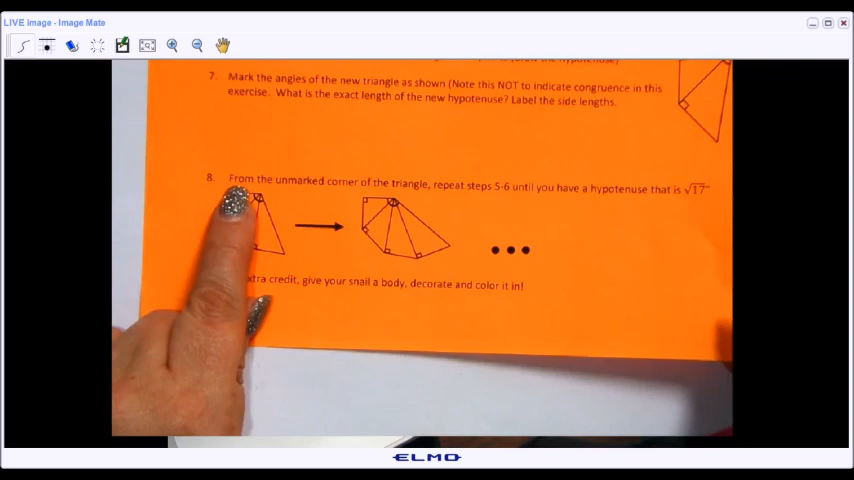 LIVE image - Image Mate
7. Mark the angles of the new triangle as shown (Note this NOT to indicate congruence in this
exercise. What is the exact length of the new hypotenuse? Label the side lengths.
8. From the unmarked corner of the triangle, repeat steps 5-6 until you have a hypotenuse that is √17"
xtra credit, give your snail a body, decorate and color it in!
ELMO